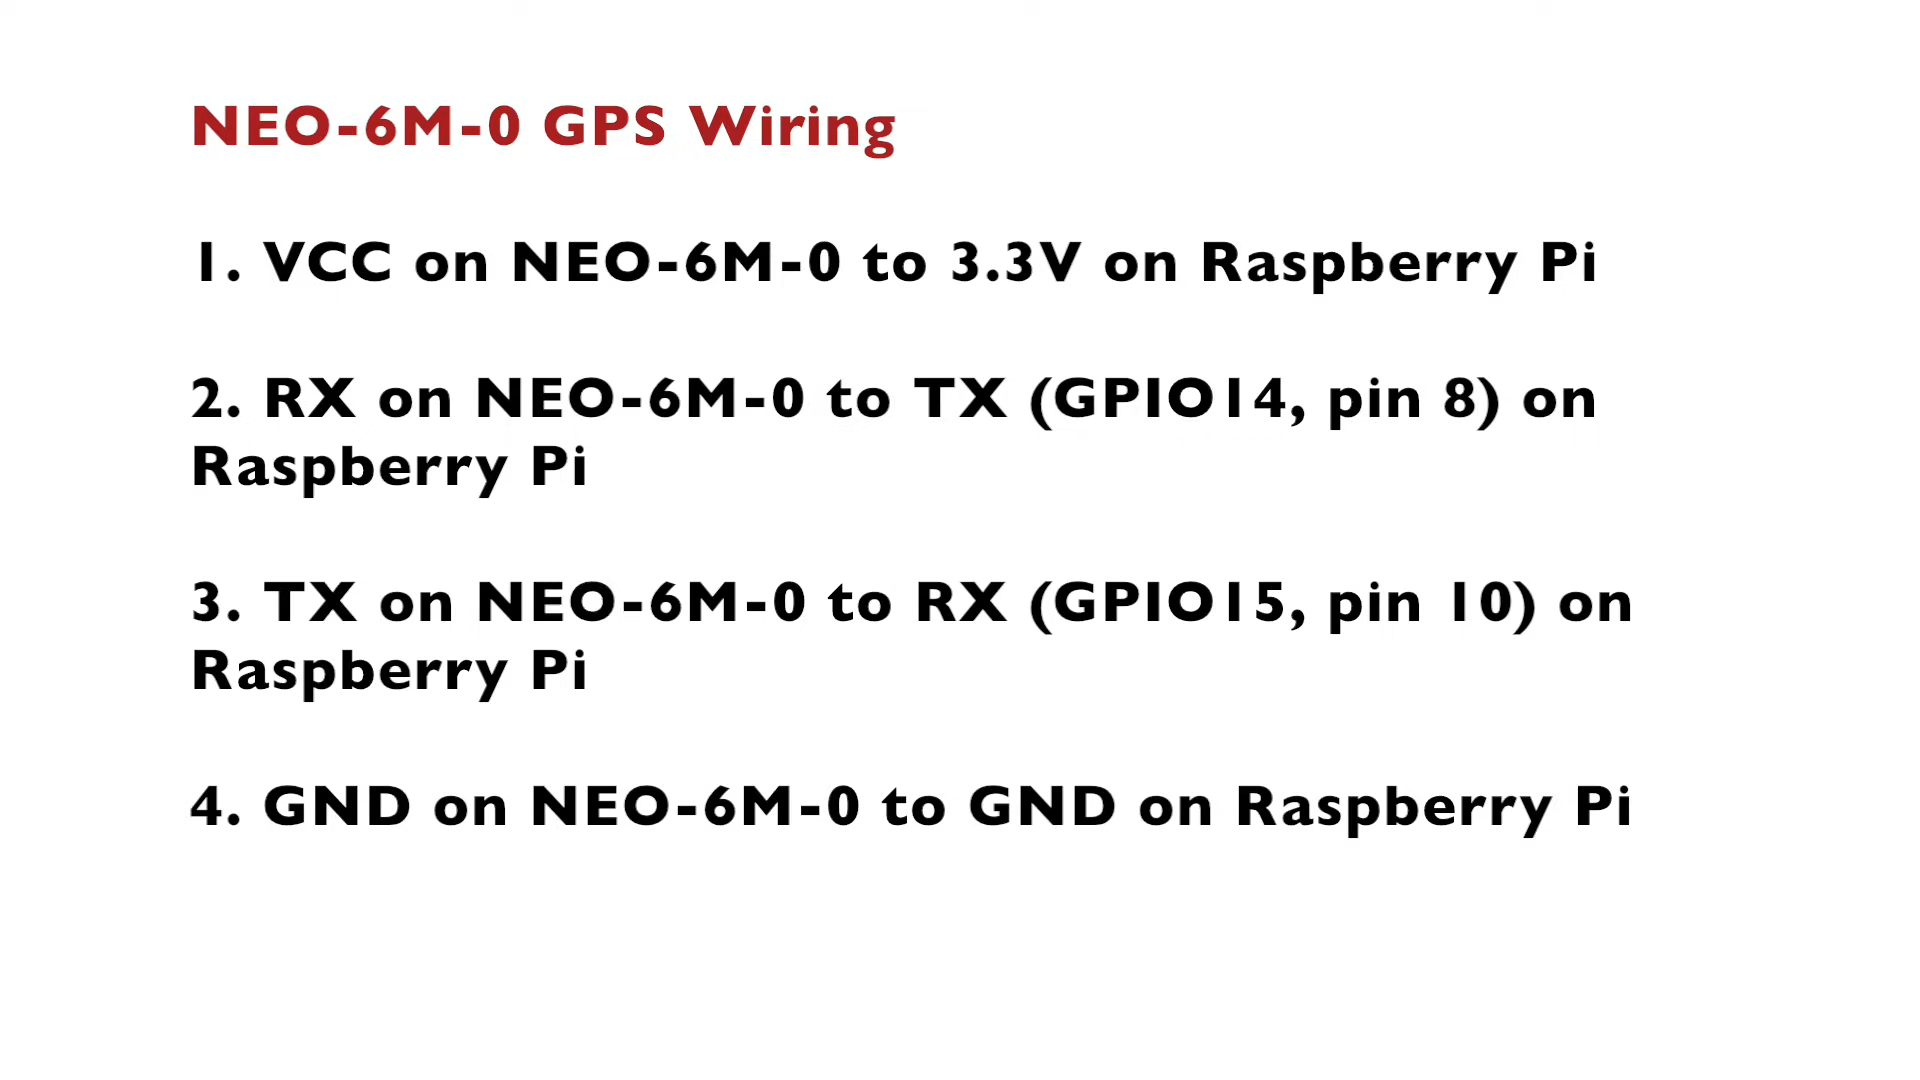 NEO-6M-0 GPS Wiring
1. VCC on NEO-6M-0 to 3.3V on Raspberry Pi
2. RX on NEO-6M-0 to TX (GPIO14, pin 8) on
Raspberry Pi
3. TX on NEO-6M-0 to RX (GPIO15, pin 10) on
Raspberry Pi
4. GND on NEO-6M-0 to GND on Raspberry Pi